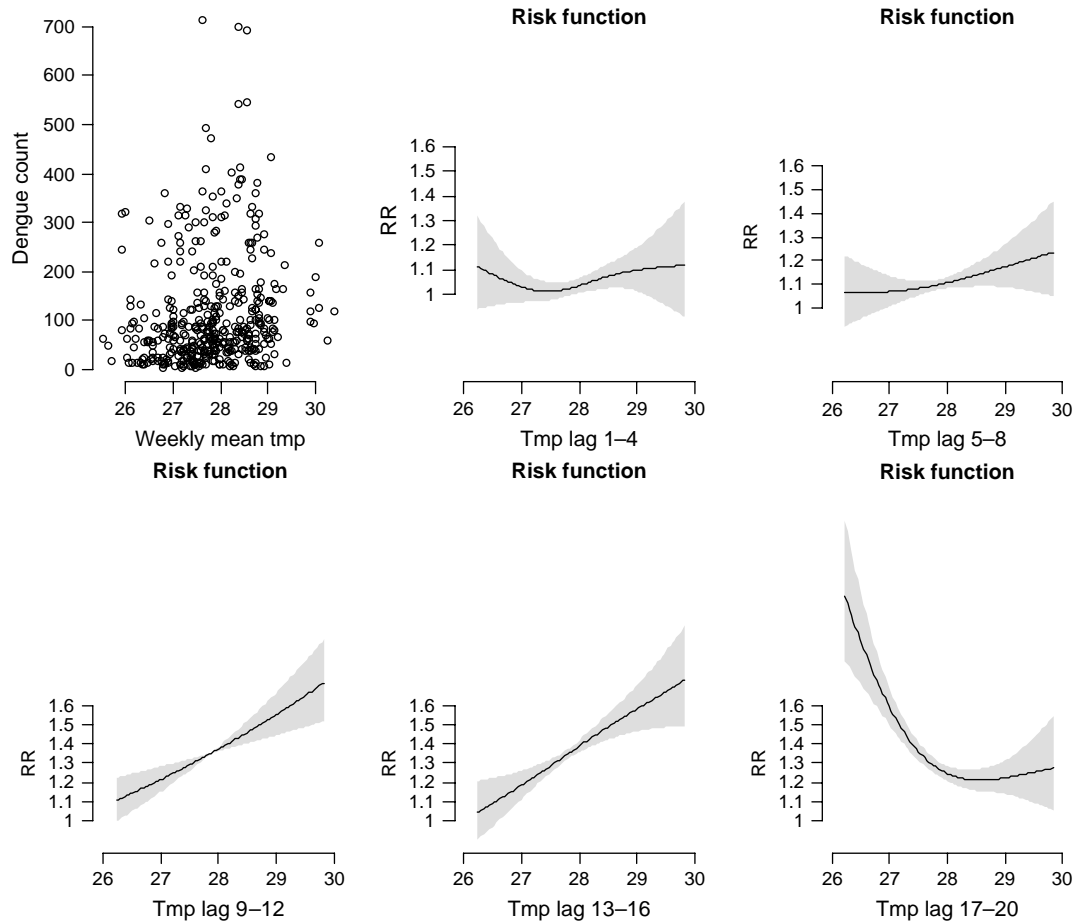 Risk function
Risk function
700
600
500
400
300
200
100
0
Dengue count
26 27 28 29 30
Weekly mean tmp
1.6
1.5
1.4
1.3
1.2
1.1
1
RR
26 27 28 29 30
Tmp lag 1–4
1.6
1.5
1.4
1.3
1.2
1.1
1
RR
26 27 28 29 30
Tmp lag 5–8
Risk function
Risk function
Risk function
1.6
1.5
1.4
1.3
1.2
1.1
1
RR
26 27 28 29 30
Tmp lag 9–12
1.6
1.5
1.4
1.3
1.2
1.1
1
RR
26 27 28 29 30
Tmp lag 13–16
1.6
1.5
1.4
1.3
1.2
1.1
1
RR
26 27 28 29 30
Tmp lag 17–20